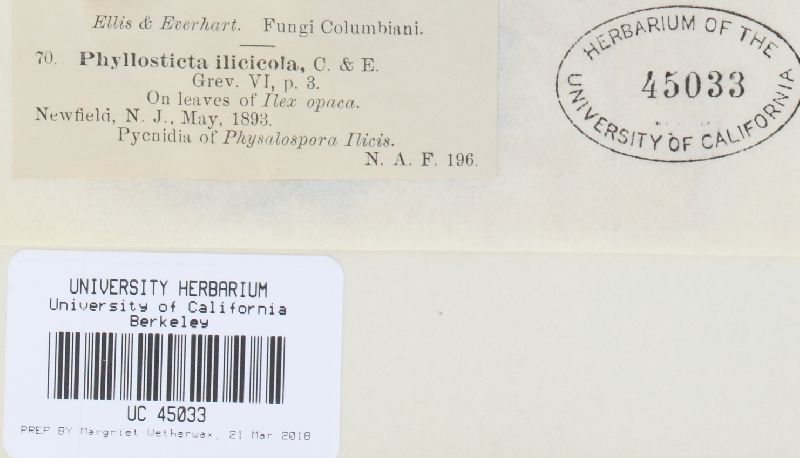 Ellis & Everhart. Fungi Columbiani.
70. Phyllosticta ilicicola, C. & E.
Grev. VI, p. 3.
On leaves of Ilex opaca.
Newfield, N. J., May, 1893.
Pycnidia of Physalospora Ilicis.
N. A. F. 196.
HERBARIUM OF THE
45033
UNIVERSITY OF CALIFORNIA
UNIVERSITY HERBARIUM
University of California
Berkeley
UC 45033
PREP BY Margriet Wetherwax, 21 Mar 2018